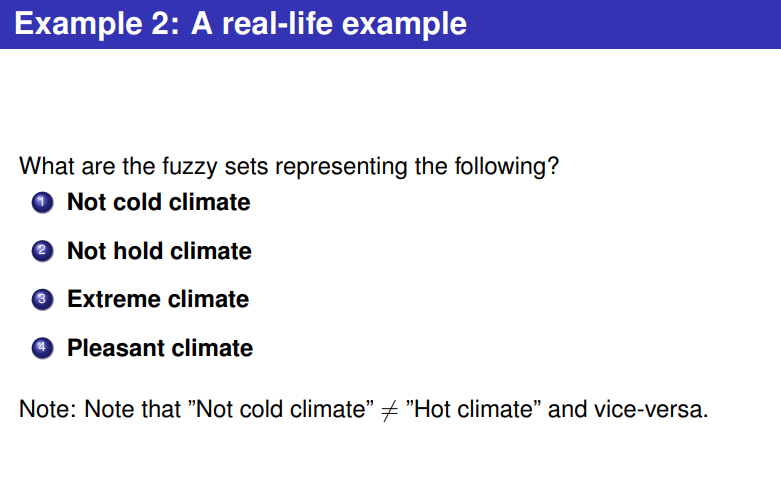 Example 2: A real-life example
What are the fuzzy sets representing the following?
1 Not cold climate
2 Not hold climate
3 Extreme climate
4 Pleasant climate
Note: Note that ”Not cold climate” ≠ ”Hot climate” and vice-versa.